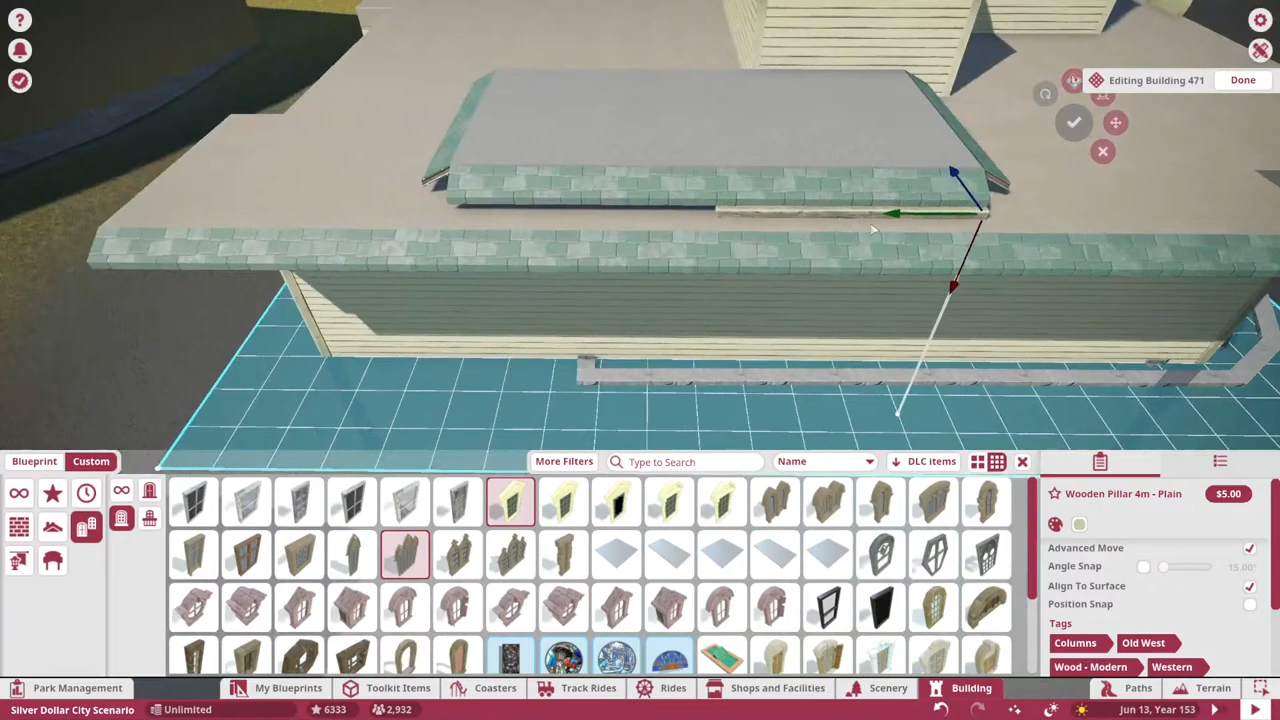 Editing Building 471
Done
Blueprint
Custom
More Filters
Type to Search
Name
DLC items
Wooden Pillar 4m - Plain
$5.00
Advanced Move
Angle Snap
15.00°
Align To Surface
Position Snap
Tags
Columns
Old West
Wood - Modern
Western
Park Management
My Blueprints
Toolkit Items
Coasters
Track Rides
Rides
Shops and Facilities
Scenery
Building
Paths
Terrain
Silver Dollar City Scenario
Unlimited
6333
2,932
Jun 13, Year 153